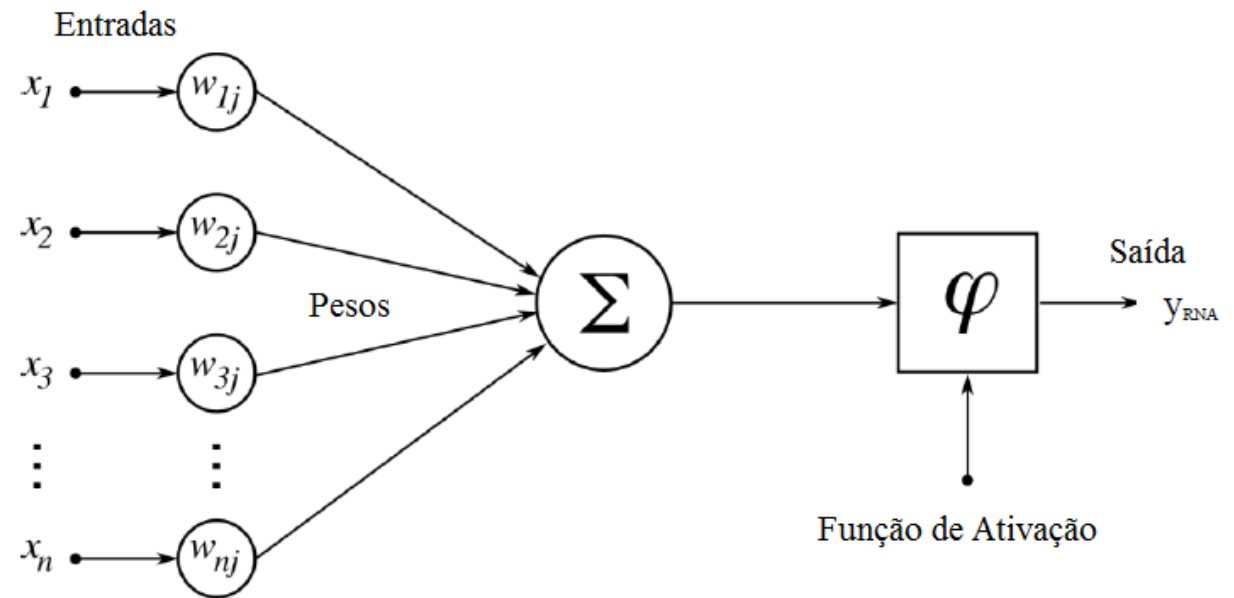 Entradas
x1 w1j
x2 w2j
Pesos
Σ
φ
Saída
yRNA
x3 w3j
⋮ ⋮
xn wnj
Função de Ativação